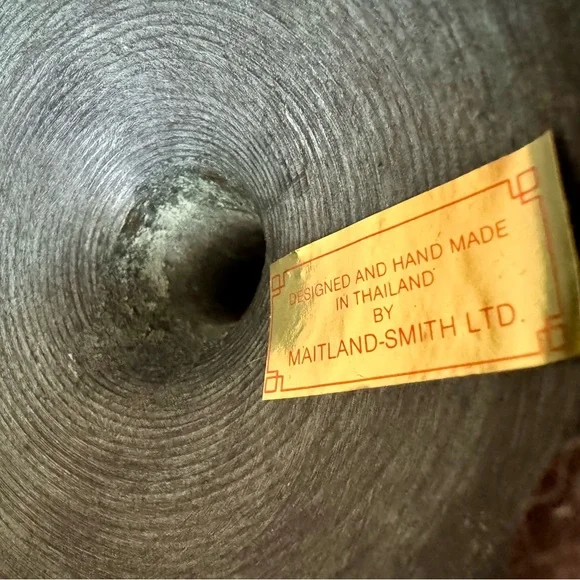 DESIGNED AND HAND MADE
IN THAILAND
BY
MAITLAND-SMITH LTD.